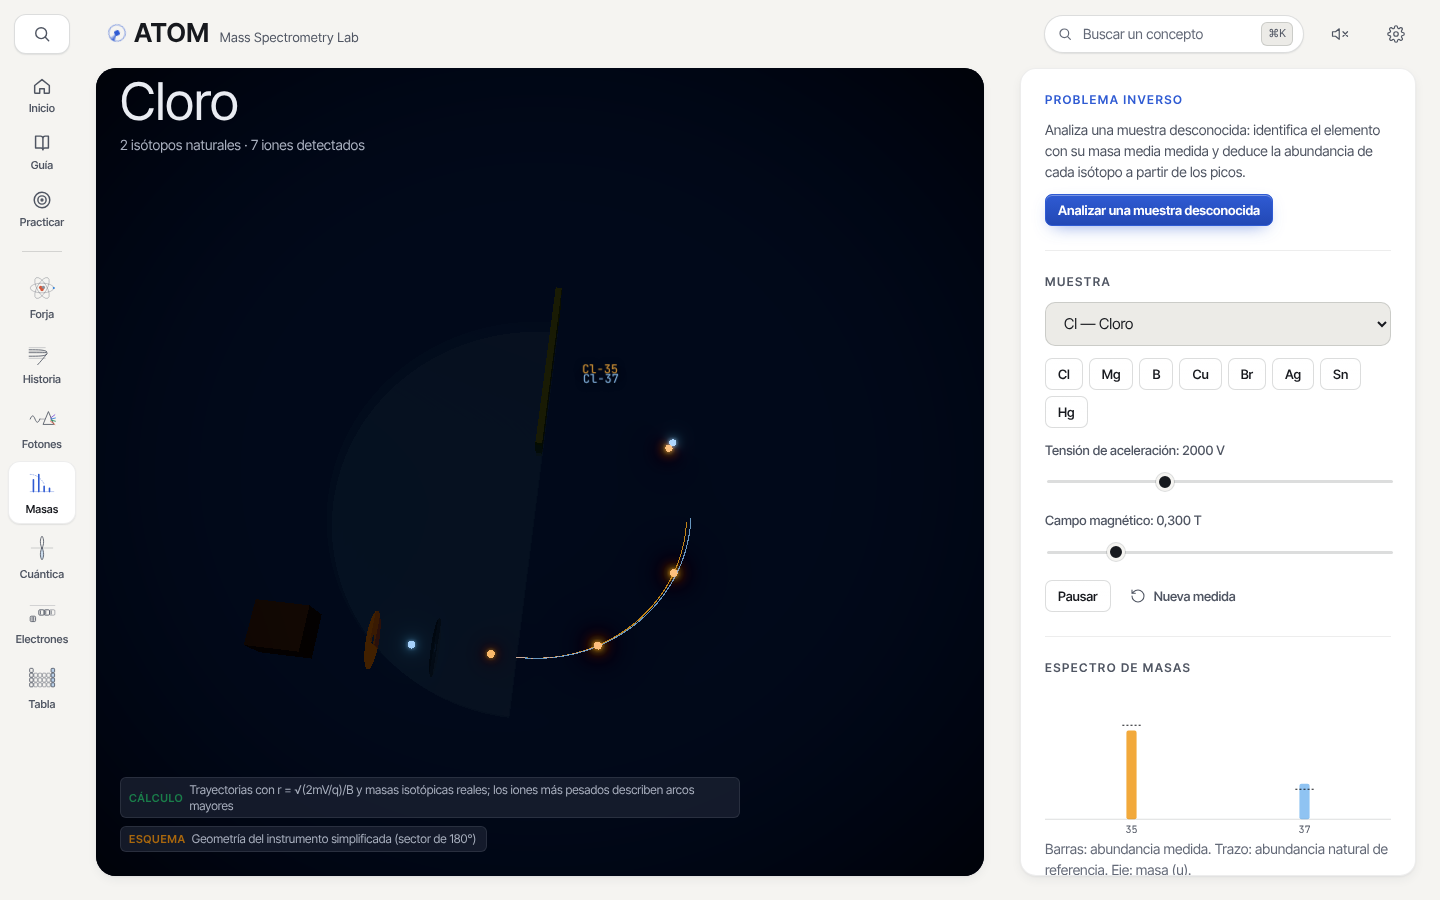 ATOM Mass Spectrometry Lab
Buscar un concepto ⌘K
Inicio
Guía
Practicar
Forja
Historia
Fotones
Masas
Cuántica
Electrones
Tabla
Cloro
2 isótopos naturales · 7 iones detectados
Cl-35
Cl-37
CÁLCULO Trayectorias con r = √(2mV/q)/B y masas isotópicas reales; los iones más pesados describen arcos
mayores
ESQUEMA Geometría del instrumento simplificada (sector de 180°)
PROBLEMA INVERSO
Analiza una muestra desconocida: identifica el elemento
con su masa media medida y deduce la abundancia de
cada isótopo a partir de los picos.
Analizar una muestra desconocida
MUESTRA
Cl — Cloro
Cl Mg B Cu Br Ag Sn
Hg
Tensión de aceleración: 2000 V
Campo magnético: 0,300 T
Pausar Nueva medida
ESPECTRO DE MASAS
35 37
Barras: abundancia medida. Trazo: abundancia natural de
referencia. Eje: masa (u).